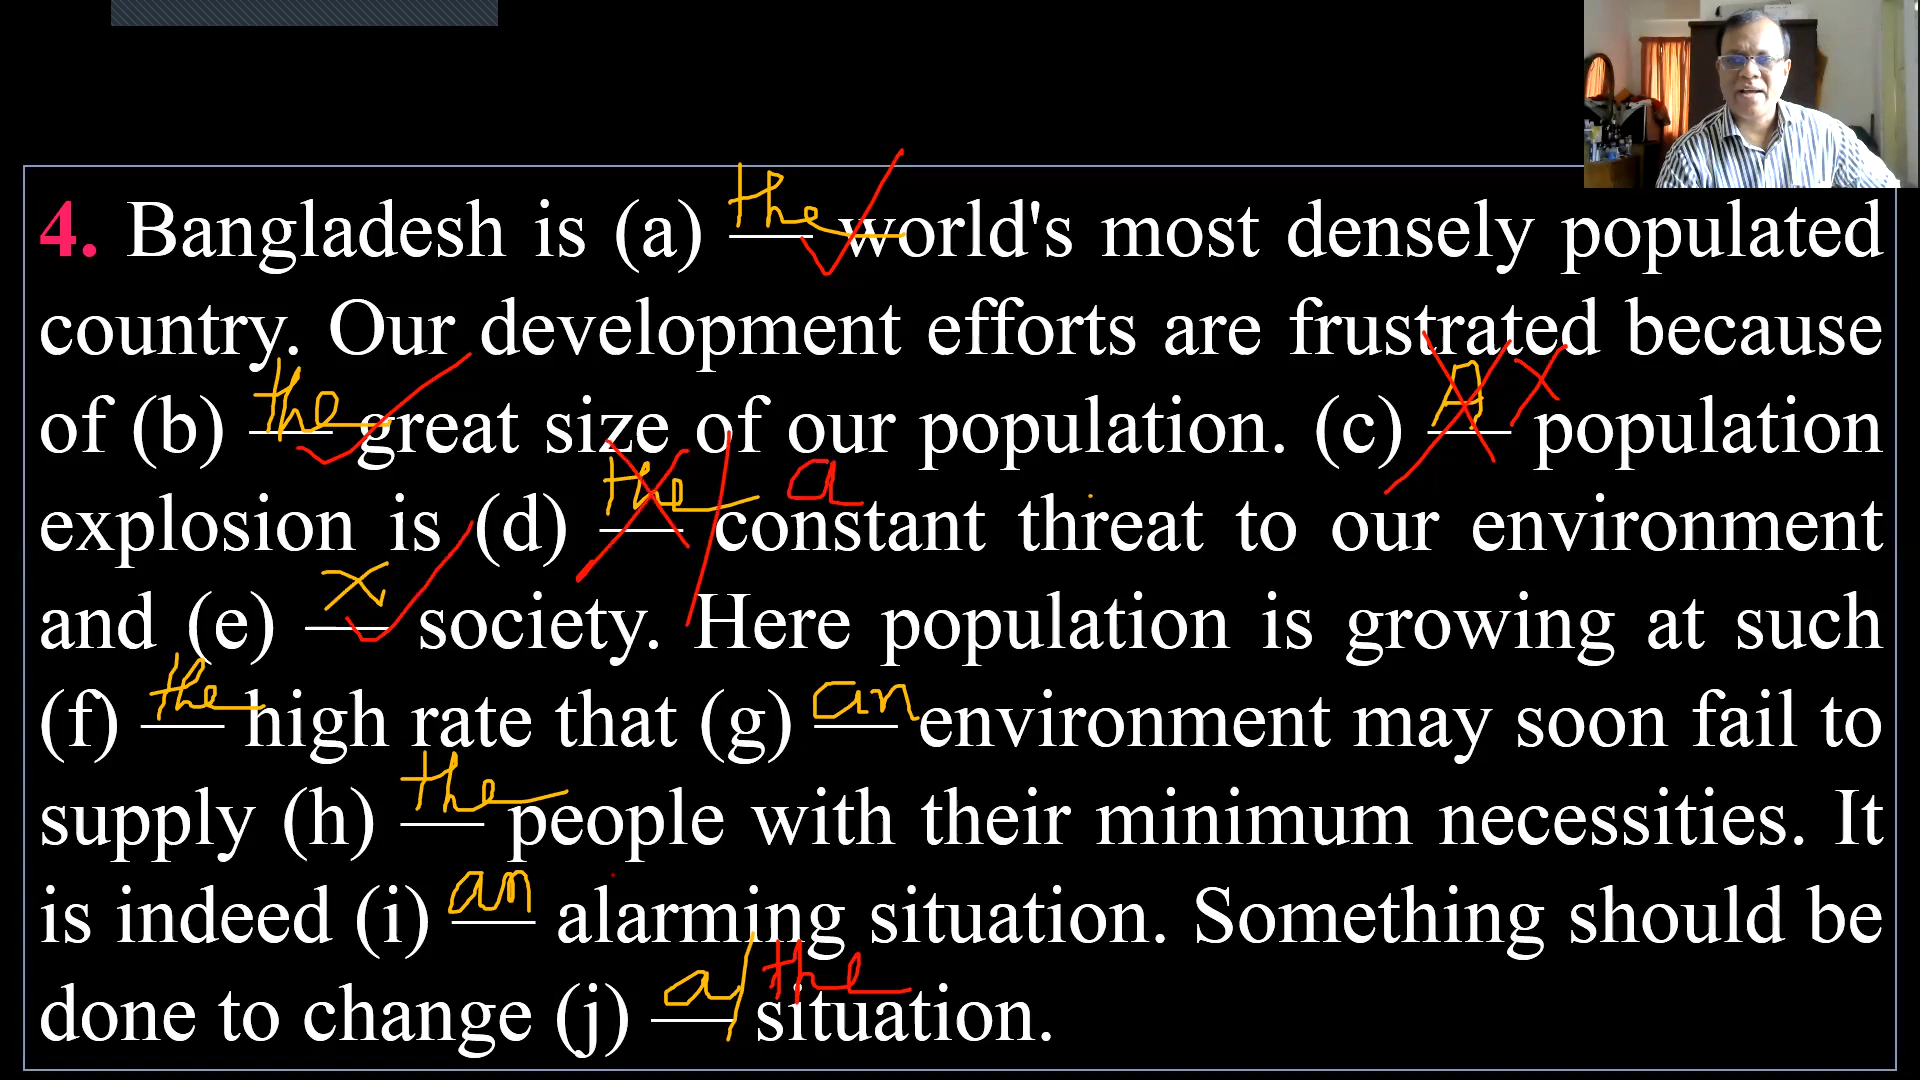 4. Bangladesh is (a) the world's most densely populated
country. Our development efforts are frustrated because
of (b) the great size of our population. (c) A x population
explosion is (d) the / a constant threat to our environment
and (e) x society. Here population is growing at such
(f) the high rate that (g) an environment may soon fail to
supply (h) the people with their minimum necessities. It
is indeed (i) an alarming situation. Something should be
done to change (j) a/ the situation.